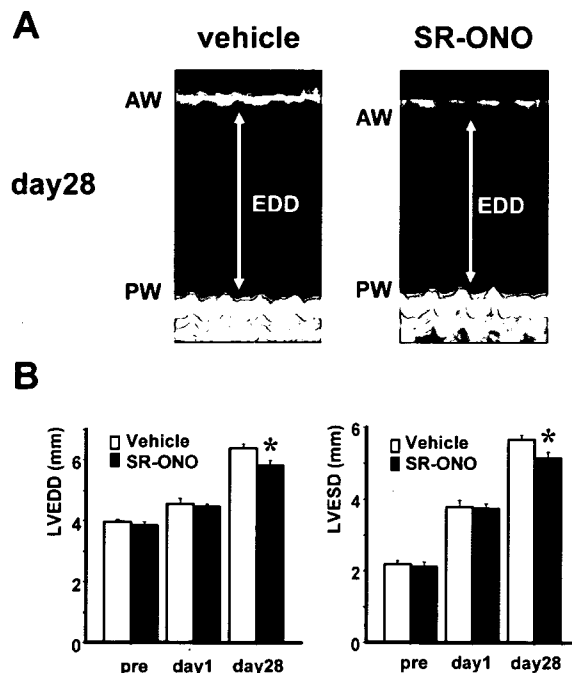 A
vehicle
SR-ONO
AW
AW
day28
EDD
EDD
PW
PW
B
LVEDD (mm)
6
4
2
0
Vehicle
SR-ONO
*
pre
day1
day28
LVESD (mm)
6
4
2
0
Vehicle
SR-ONO
*
pre
day1
day28